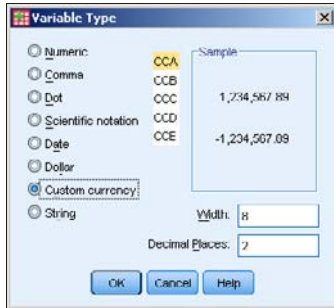 Variable Type
Numeric
Comma
Dot
Scientific notation
Date
Dollar
Custom currency
String
CCA
CCB
CCC
CCD
CCE
Sample
1,234,567.89
-1,234,567.09
Width: 8
Decimal Places: 2
OK Cancel Help